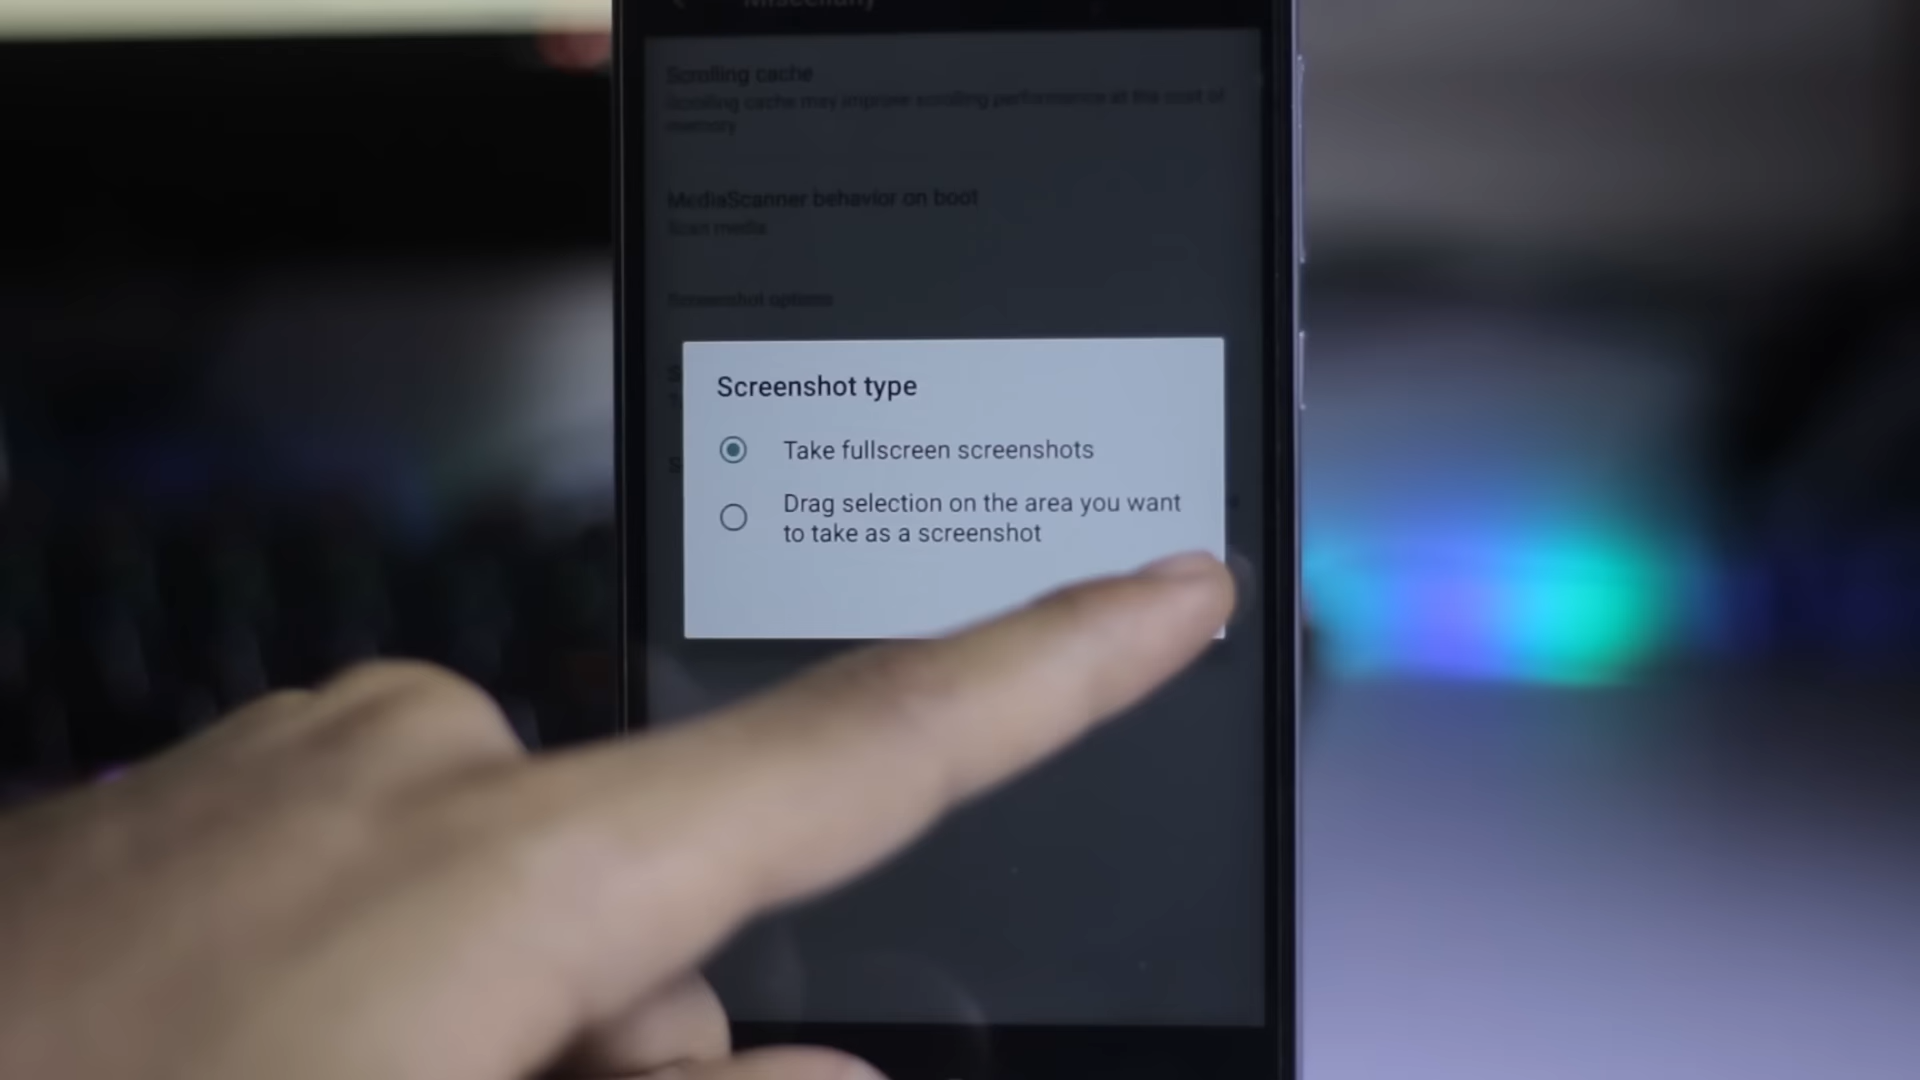 Miscellany
Scrolling cache
Scrolling cache may improve scrolling performance at the cost of
memory
MediaScanner behavior on boot
Scan media
Screenshot options
S
S
Screenshot type
Take fullscreen screenshots
Drag selection on the area you want
to take as a screenshot